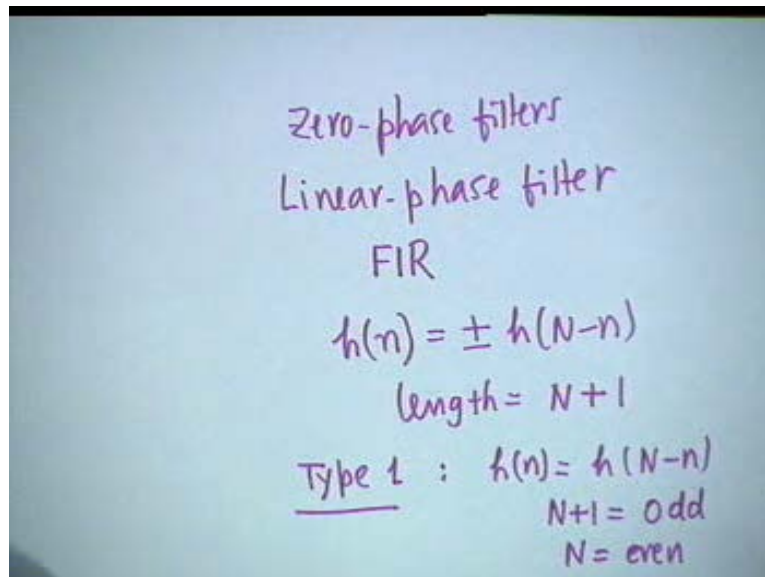 Zero-phase filters
Linear-phase filter
FIR
h(n) = ± h(N-n)
length = N+1
Type 1 : h(n) = h(N-n)
N+1 = odd
N = even